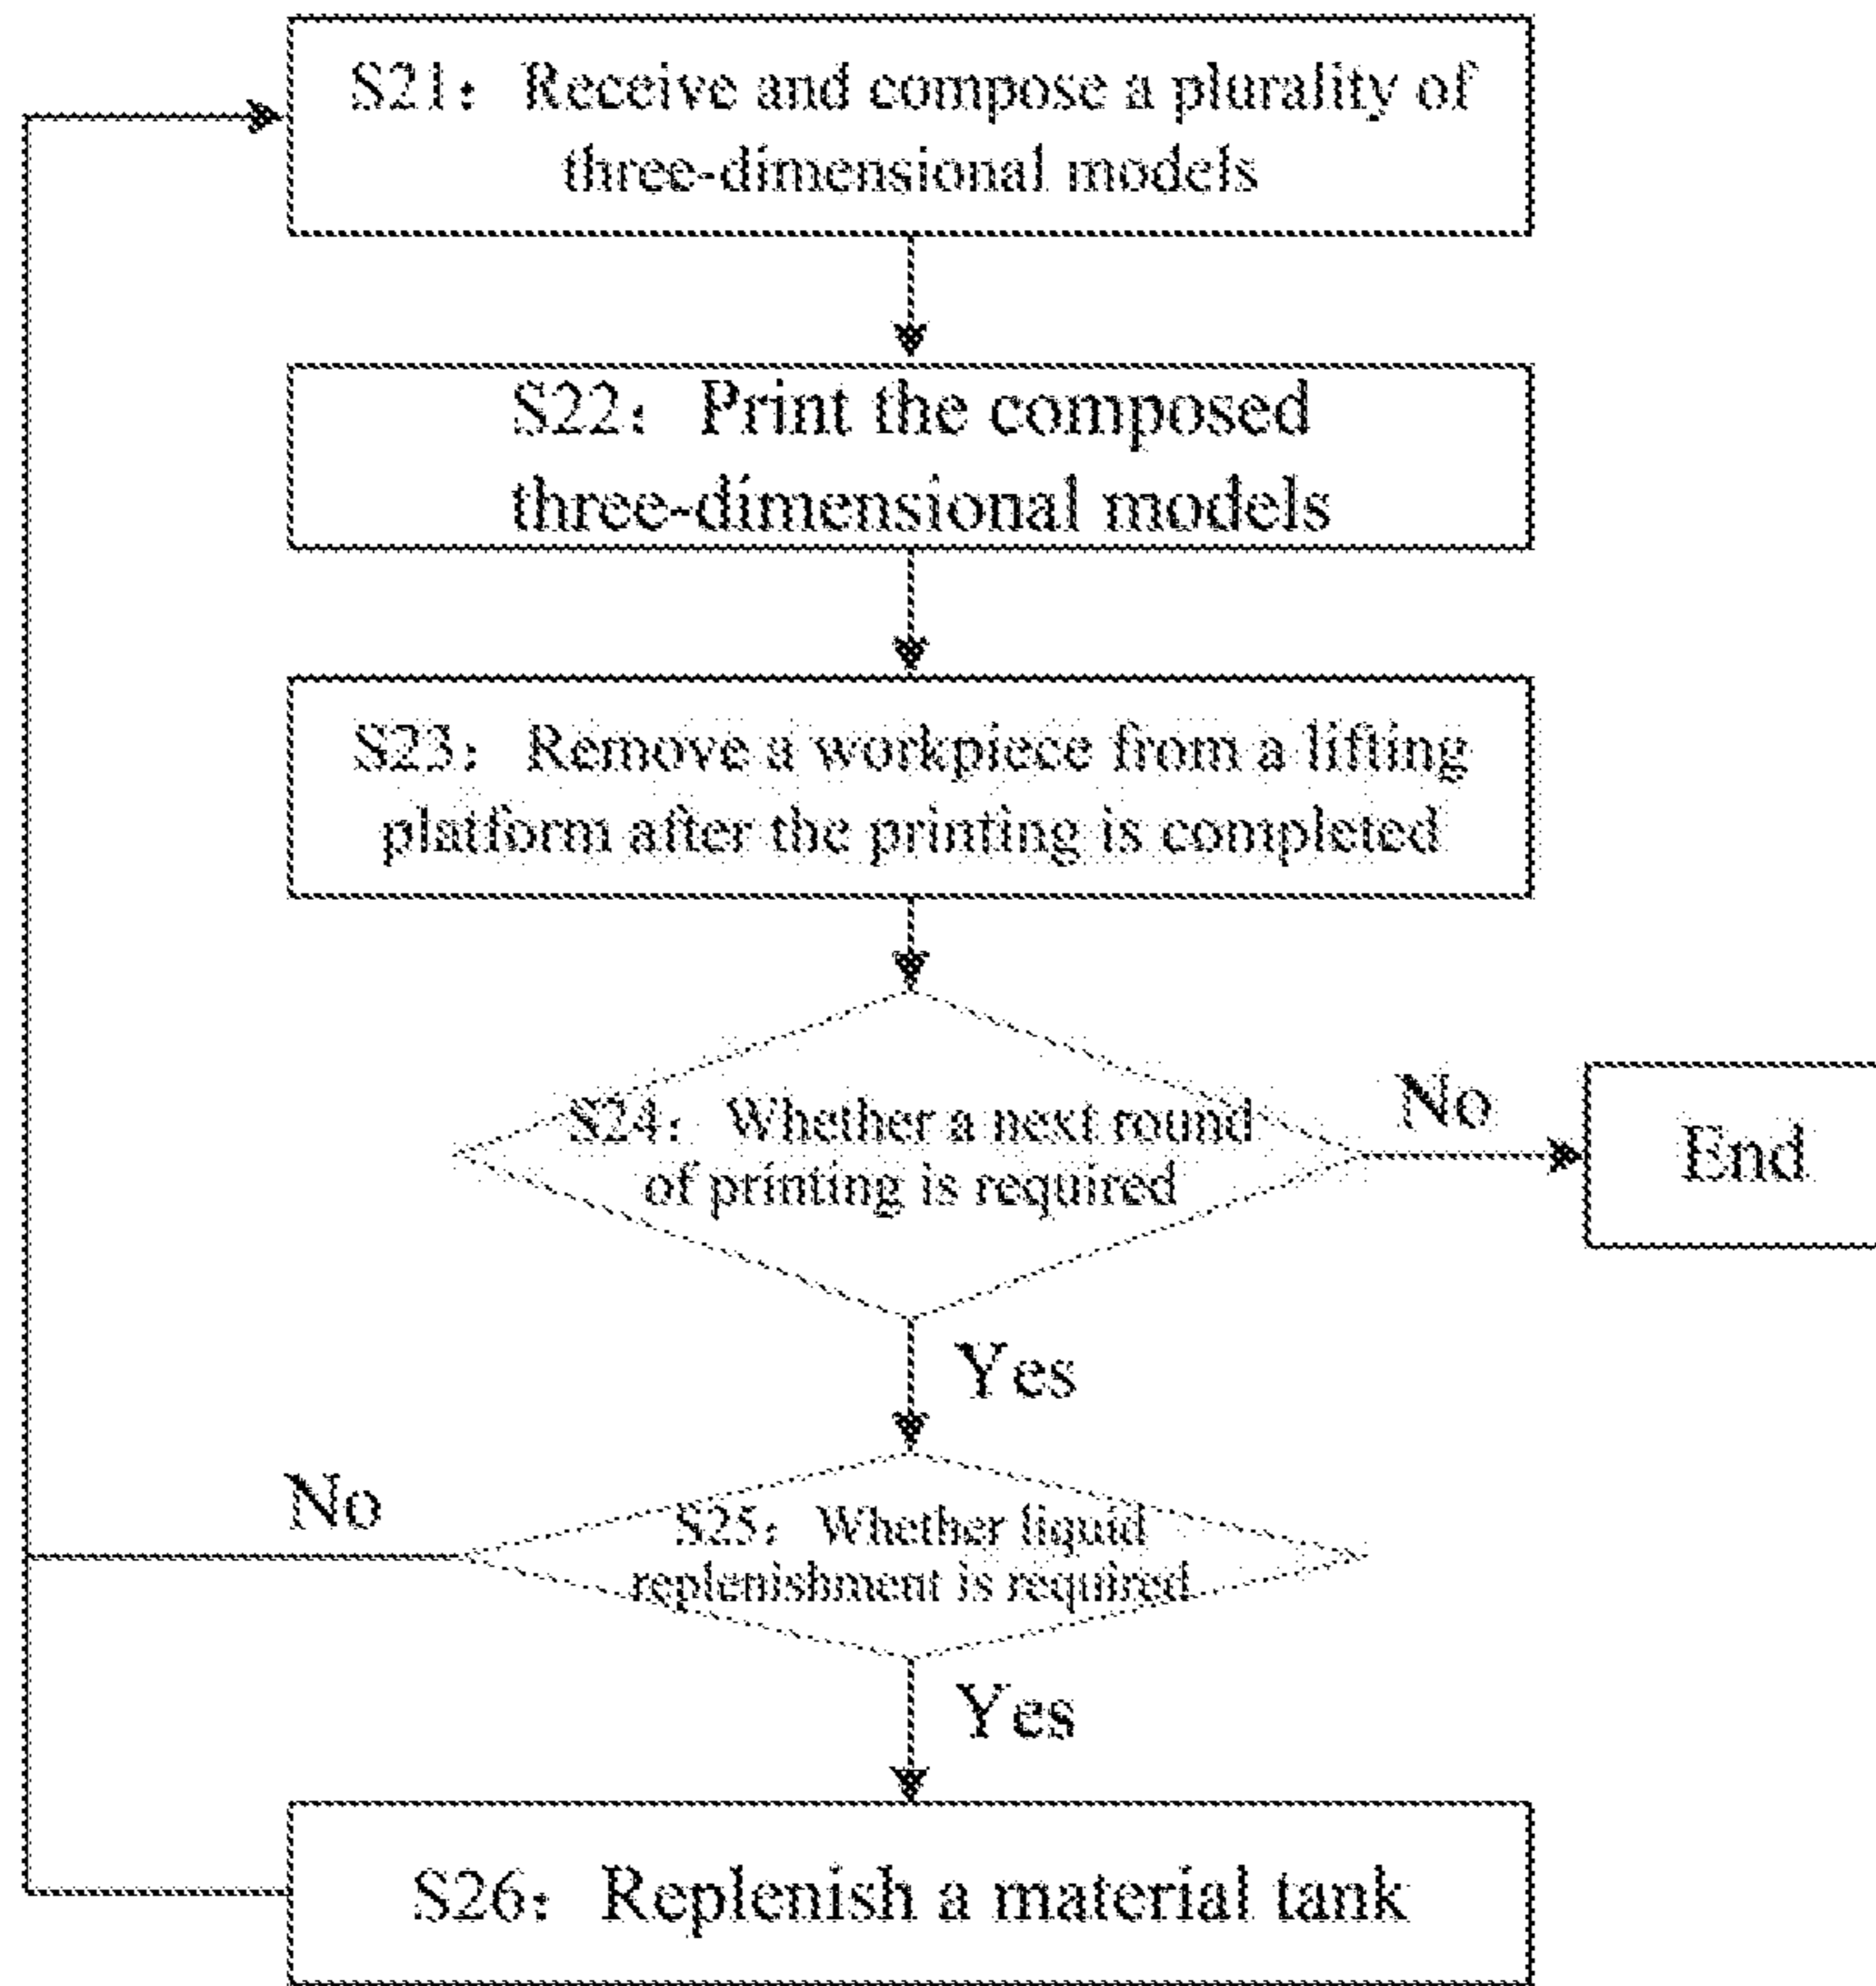 S21: Receive and compose a plurality of
three-dimensional models
S22: Print the composed
three-dimensional models
S23: Remove a workpiece from a lifting
platform after the printing is completed
S24: Whether a next round
of printing is required
No
End
Yes
No
S25: Whether liquid
replenishment is required
Yes
S26: Replenish a material tank